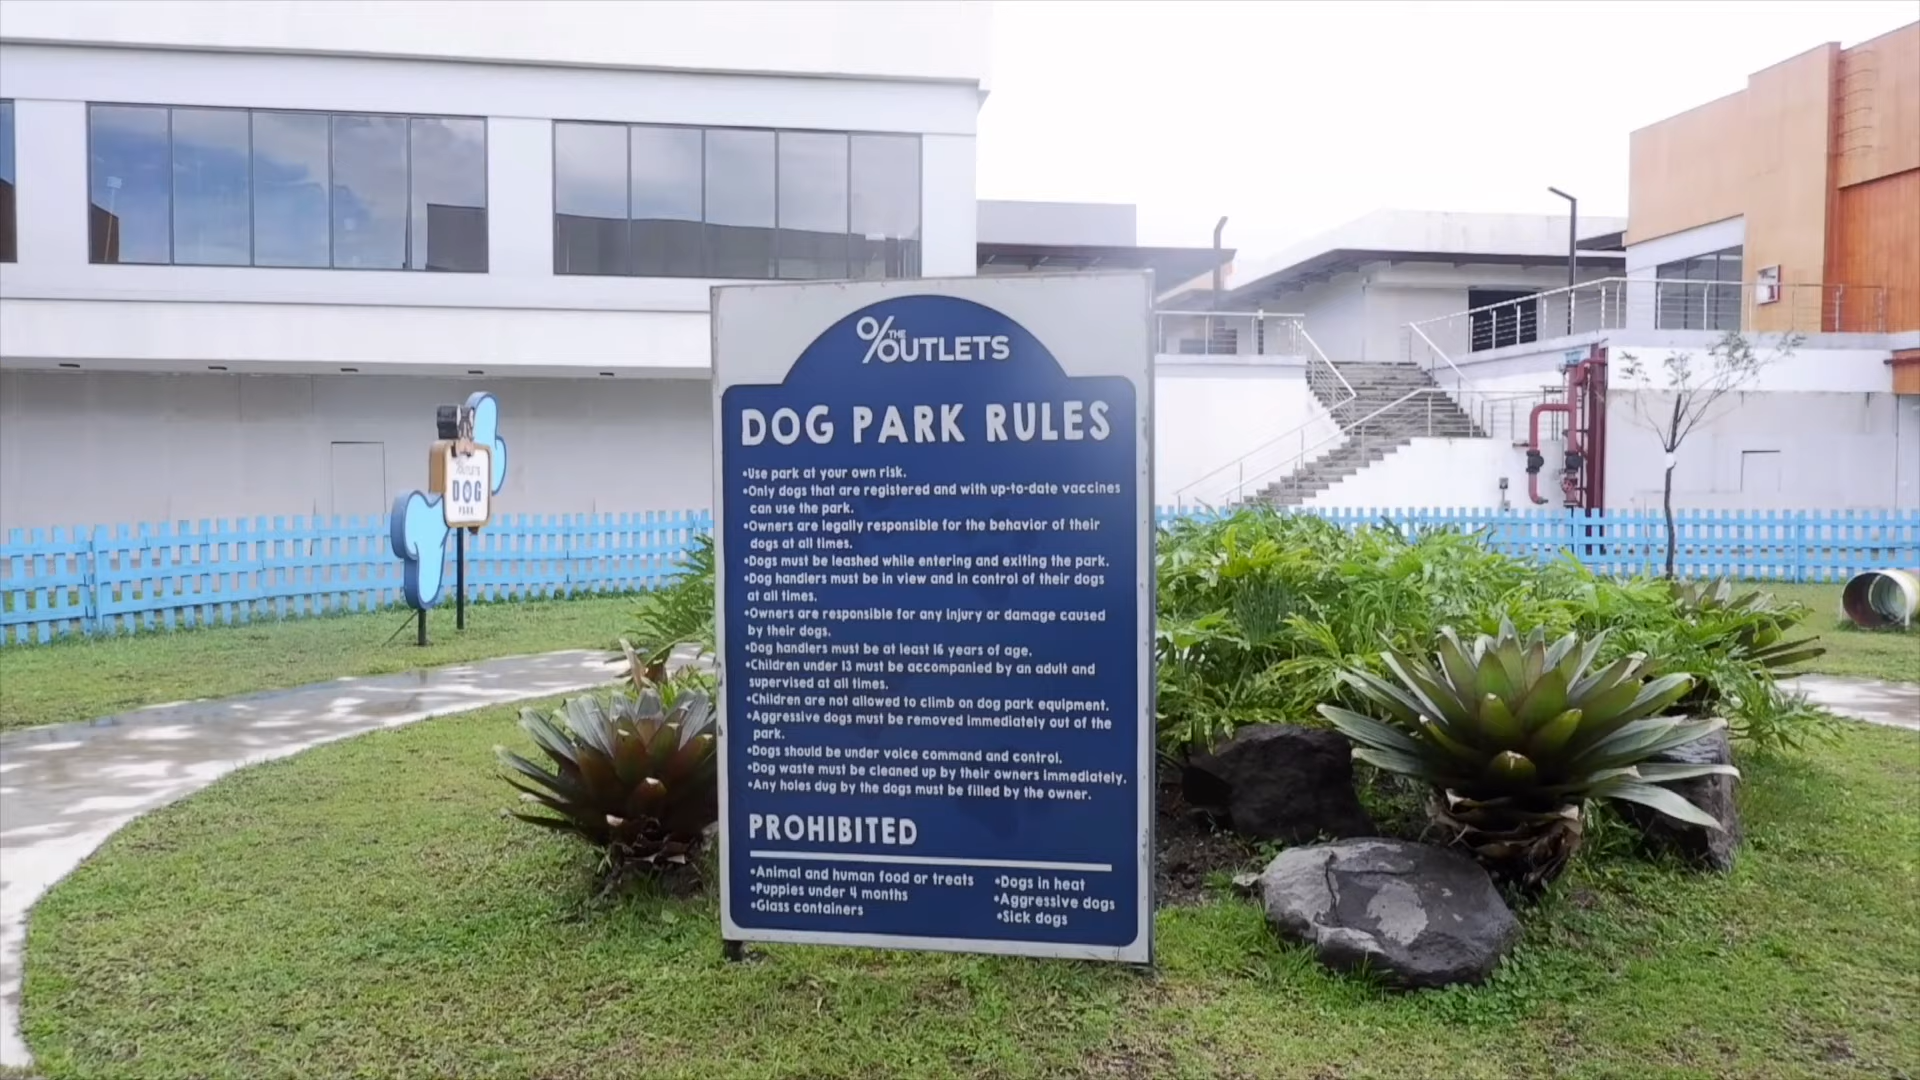 THE OUTLETS
DOG PARK RULES
•Use park at your own risk.
•Only dogs that are registered and with up-to-date vaccines
can use the park.
•Owners are legally responsible for the behavior of their
dogs at all times.
•Dogs must be leashed while entering and exiting the park.
•Dog handlers must be in view and in control of their dogs
at all times.
•Owners are responsible for any injury or damage caused
by their dogs.
•Dog handlers must be at least 16 years of age.
•Children under 13 must be accompanied by an adult and
supervised at all times.
•Children are not allowed to climb on dog park equipment.
•Aggressive dogs must be removed immediately out of the
park.
•Dogs should be under voice command and control.
•Dog waste must be cleaned up by their owners immediately.
•Any holes dug by the dogs must be filled by the owner.
PROHIBITED
•Animal and human food or treats
•Puppies under 4 months
•Glass containers
•Dogs in heat
•Aggressive dogs
•Sick dogs
DOG
PARK